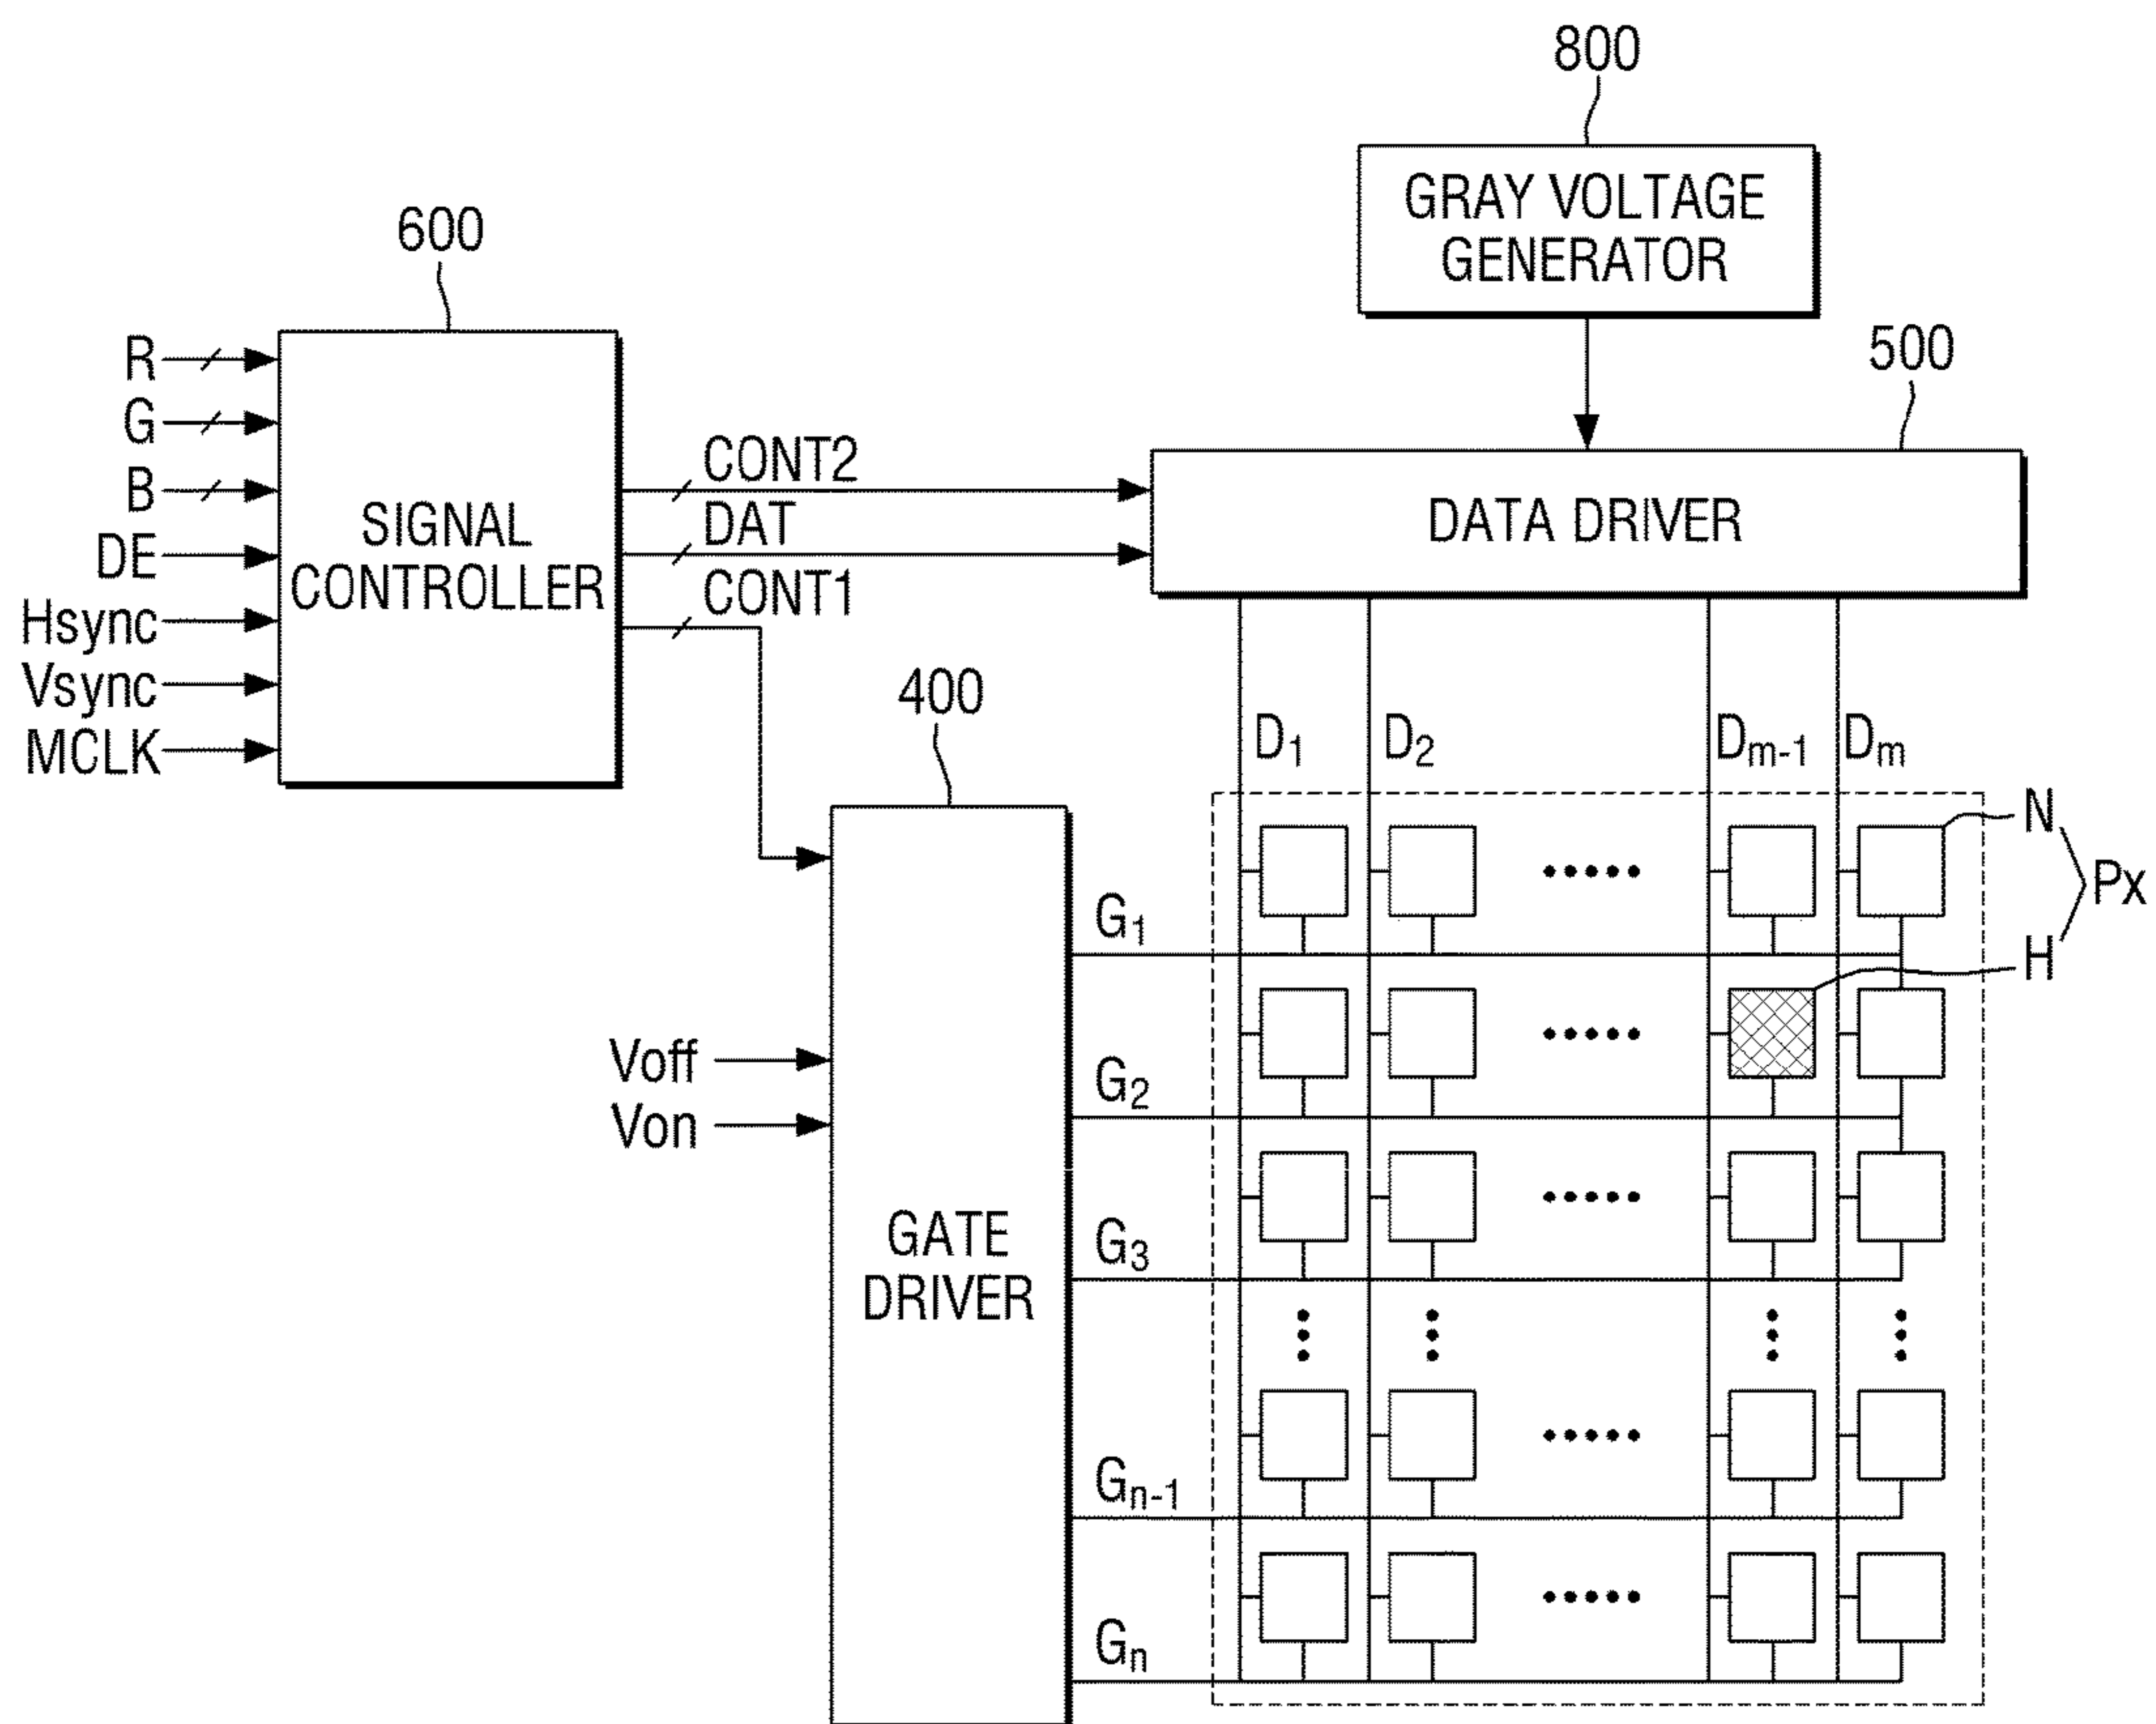 800
GRAY VOLTAGE
GENERATOR
600
500
R
G
B
DE
Hsync
Vsync
MCLK
SIGNAL
CONTROLLER
CONT2
DAT
CONT1
DATA DRIVER
400
D1 D2 Dm-1 Dm
N
Px
H
G1
G2
G3
Gn-1
Gn
Voff
Von
GATE
DRIVER